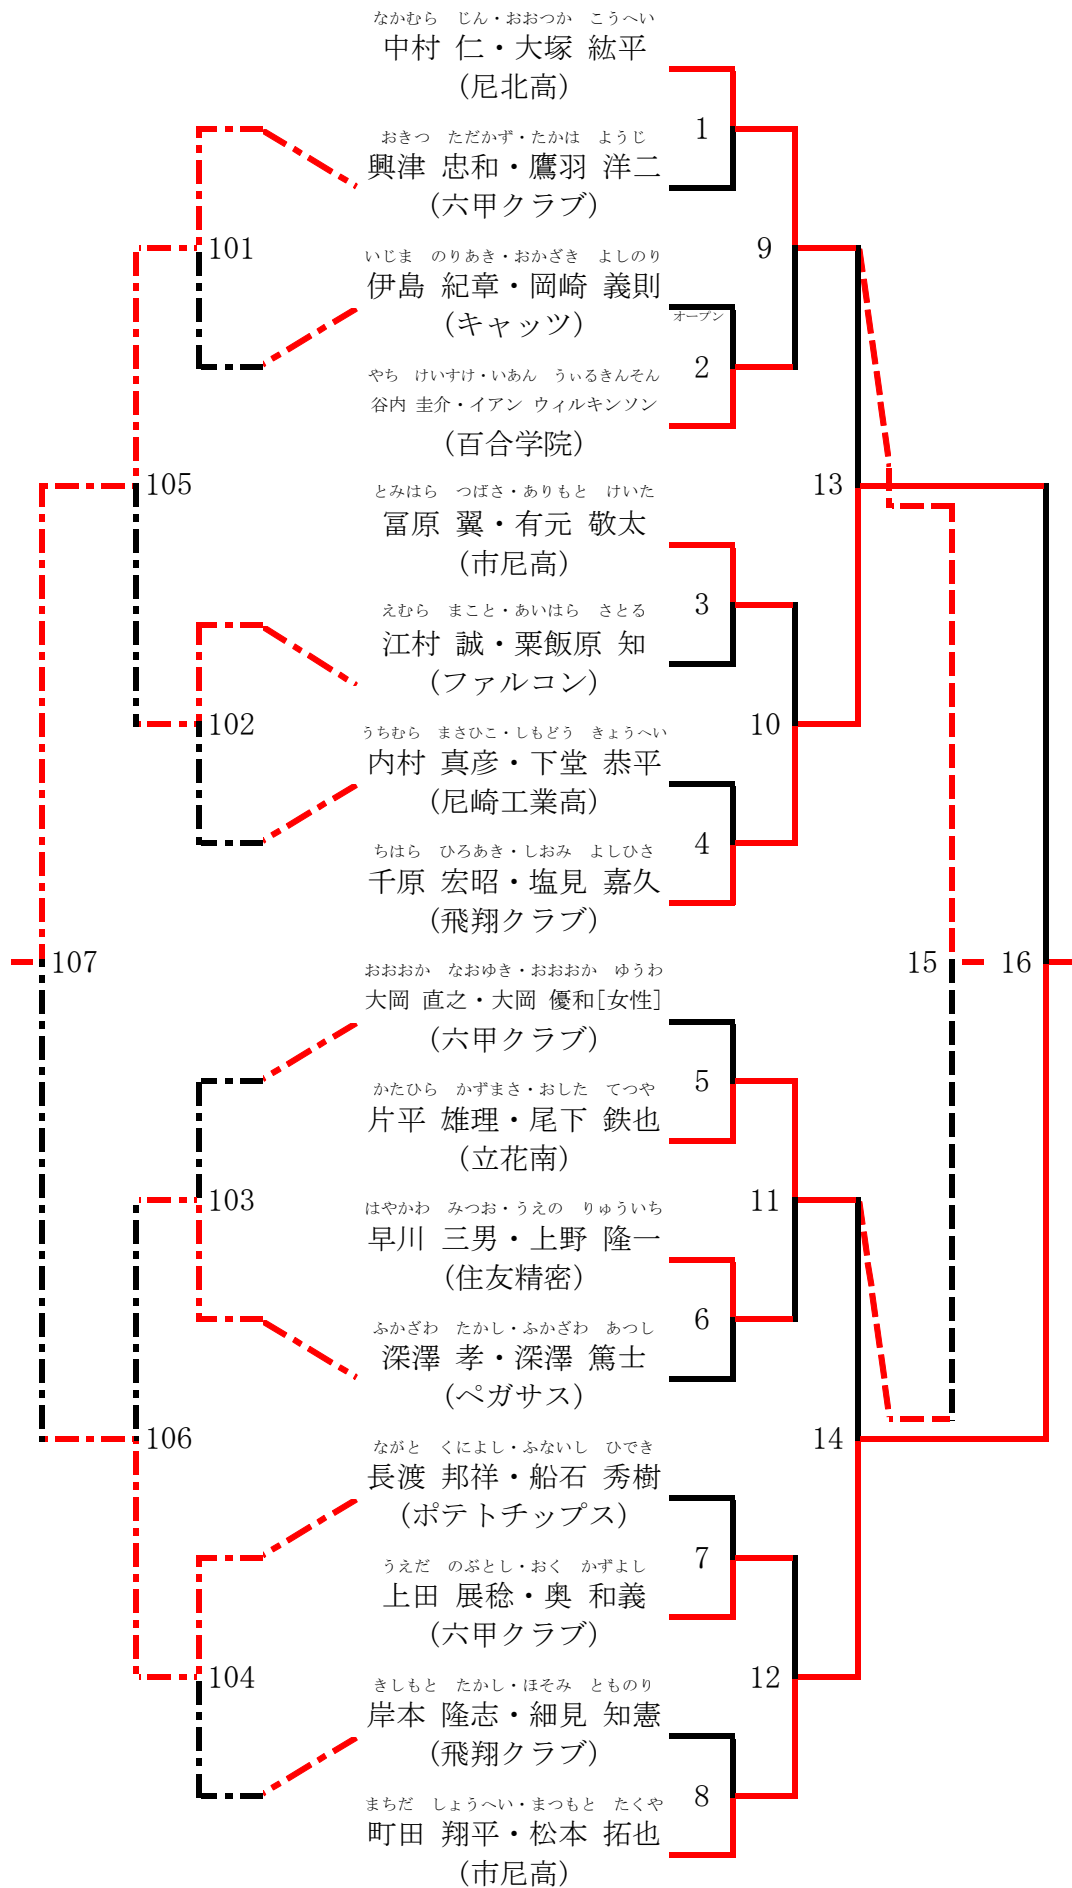 なかむら　じん・おおつか　こうへい
中村 仁・大塚 紘平
(尼北高)
1
おきつ　ただかず・たかは　ようじ
興津 忠和・鷹羽 洋二
(六甲クラブ)
101
9
いじま　のりあき・おかざき　よしのり
伊島 紀章・岡崎 義則
(キャッツ)
オープン
2
やち　けいすけ・いあん　うぃるきんそん
谷内 圭介・イアン ウィルキンソン
(百合学院)
105
13
とみはら　つばさ・ありもと　けいた
冨原 翼・有元 敬太
(市尼高)
3
えむら　まこと・あいはら　さとる
江村 誠・粟飯原 知
(ファルコン)
102
10
うちむら　まさひこ・しもどう　きょうへい
内村 真彦・下堂 恭平
(尼崎工業高)
4
ちはら　ひろあき・しおみ　よしひさ
千原 宏昭・塩見 嘉久
(飛翔クラブ)
107
15
16
おおおか　なおゆき・おおおか　ゆうわ
大岡 直之・大岡 優和[女性]
(六甲クラブ)
5
かたひら　かずまさ・おした　てつや
片平 雄理・尾下 鉄也
(立花南)
103
11
はやかわ　みつお・うえの　りゅういち
早川 三男・上野 隆一
(住友精密)
6
ふかざわ　たかし・ふかざわ　あつし
深澤 孝・深澤 篤士
(ペガサス)
106
14
ながと　くによし・ふないし　ひでき
長渡 邦祥・船石 秀樹
(ポテトチップス)
7
うえだ　のぶとし・おく　かずよし
上田 展稔・奥 和義
(六甲クラブ)
104
12
きしもと　たかし・ほそみ　とものり
岸本 隆志・細見 知憲
(飛翔クラブ)
8
まちだ　しょうへい・まつもと　たくや
町田 翔平・松本 拓也
(市尼高)